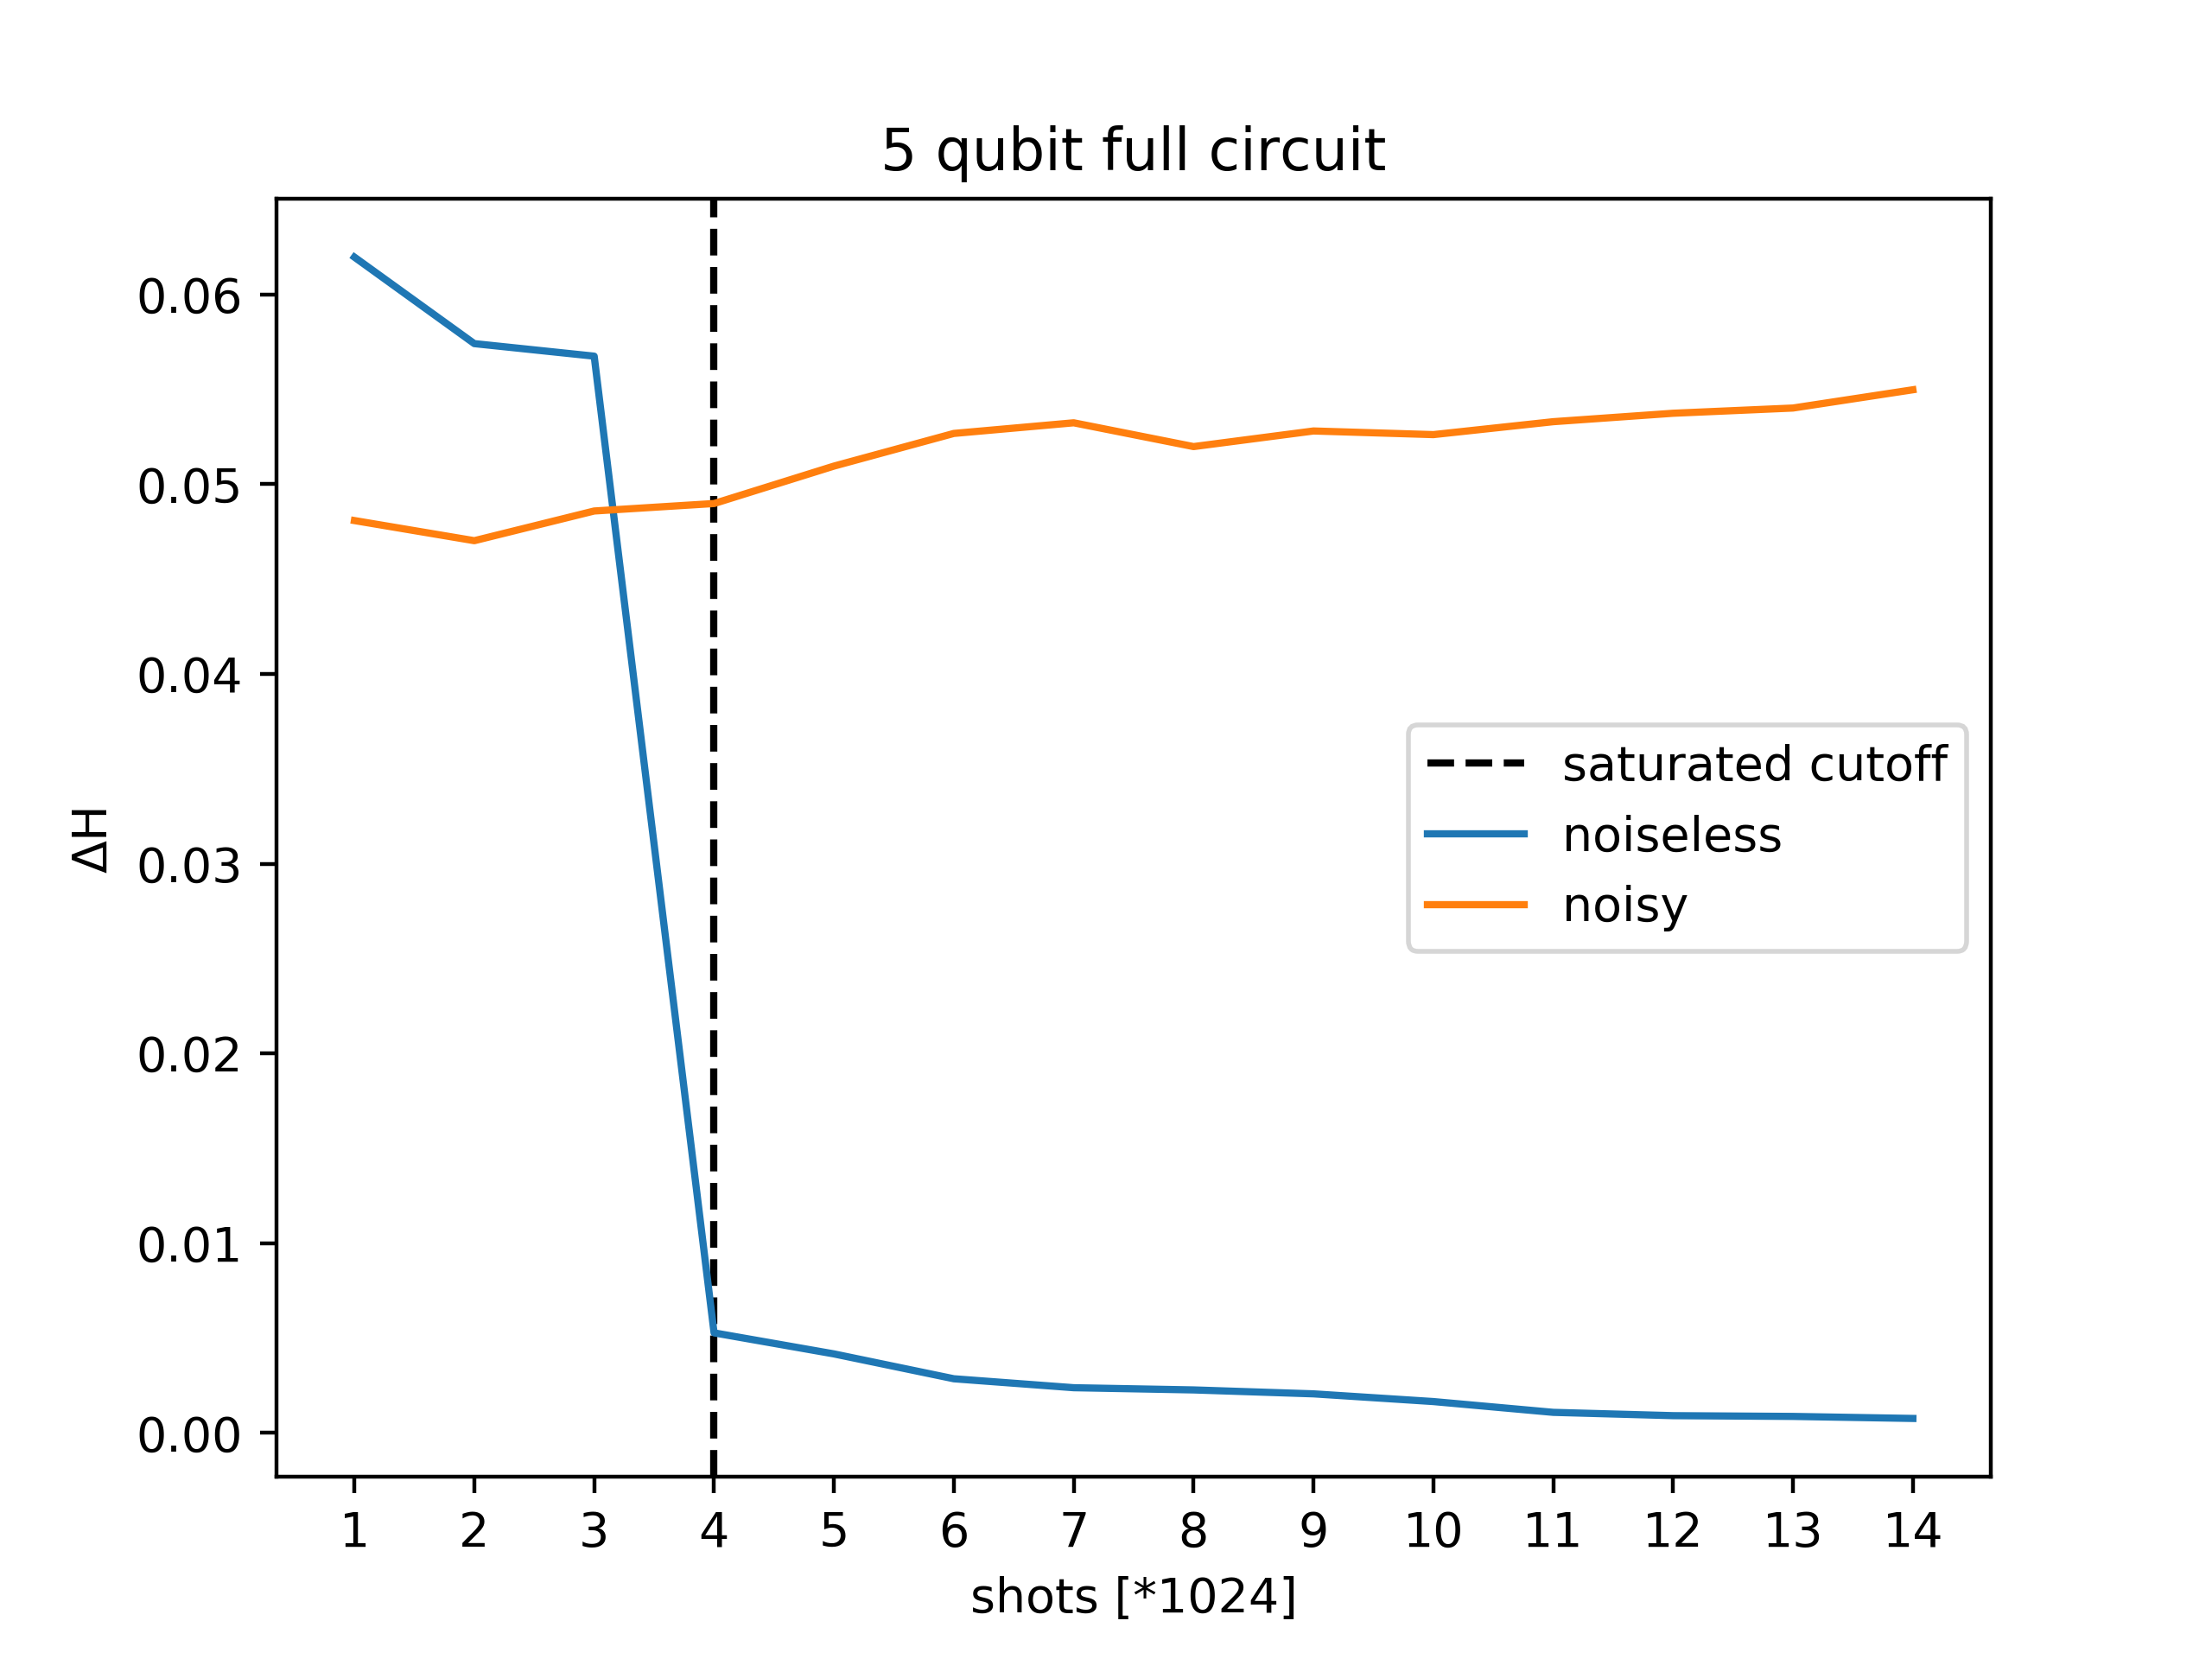 5 qubit full circuit
0.06
0.05
0.04
0.03
0.02
0.01
0.00
ΔH
saturated cutoff
noiseless
noisy
1 2 3 4 5 6 7 8 9 10 11 12 13 14
shots [*1024]